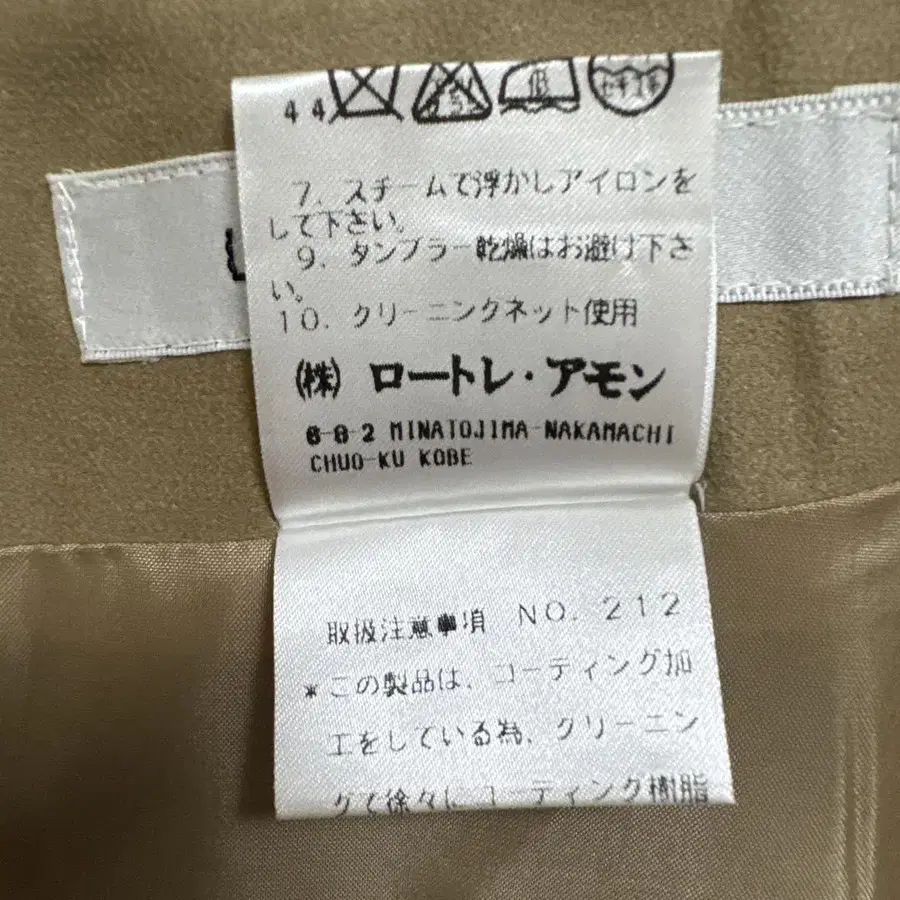 44
7. スチームで浮かしアイロンを
して下さい。
9. タンブラー乾燥はお避け下さ
い。
10. クリーニングネット使用
(株) ロートレ・アモン
6-8-2 MINATOJIMA-NAKAMACHI
CHUO-KU KOBE
取扱注意事項 NO. 212
*この製品は、コーティング加
工をしている為、クリーニン
グで徐々に コーティング樹脂